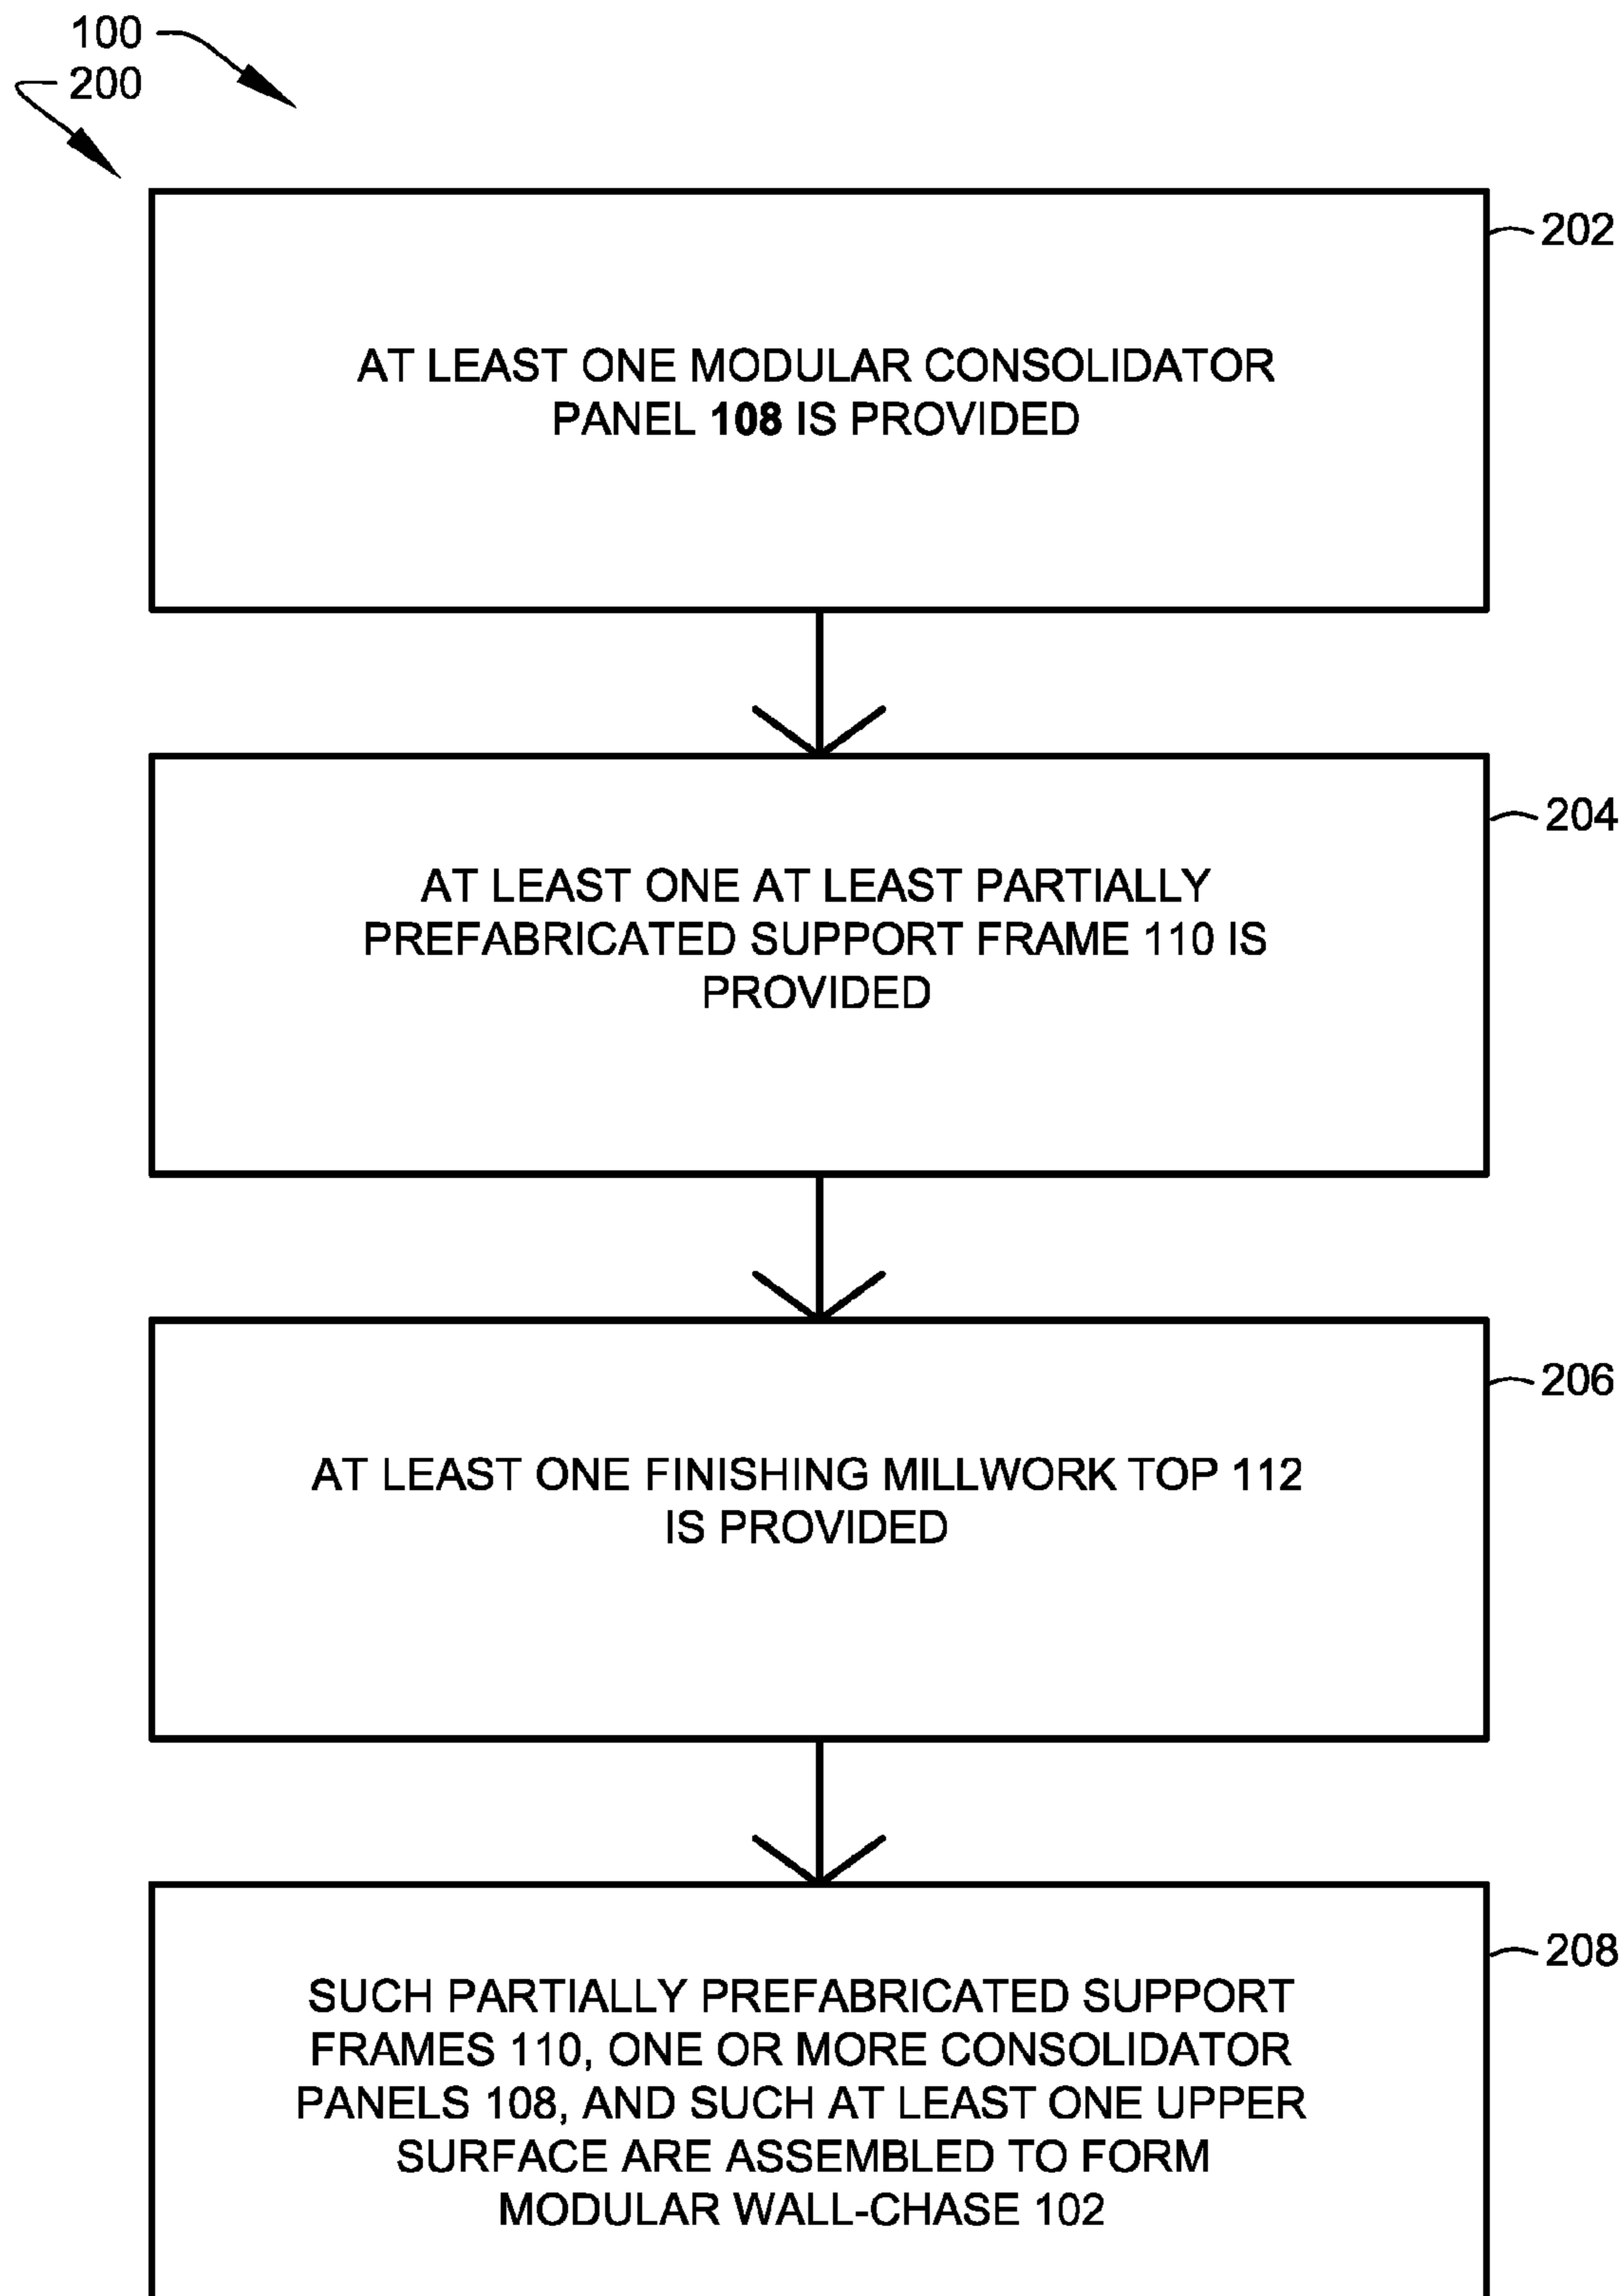 100
200
202
AT LEAST ONE MODULAR CONSOLIDATOR
PANEL 108 IS PROVIDED
204
AT LEAST ONE AT LEAST PARTIALLY
PREFABRICATED SUPPORT FRAME 110 IS
PROVIDED
206
AT LEAST ONE FINISHING MILLWORK TOP 112
IS PROVIDED
208
SUCH PARTIALLY PREFABRICATED SUPPORT
FRAMES 110, ONE OR MORE CONSOLIDATOR
PANELS 108, AND SUCH AT LEAST ONE UPPER
SURFACE ARE ASSEMBLED TO FORM
MODULAR WALL-CHASE 102